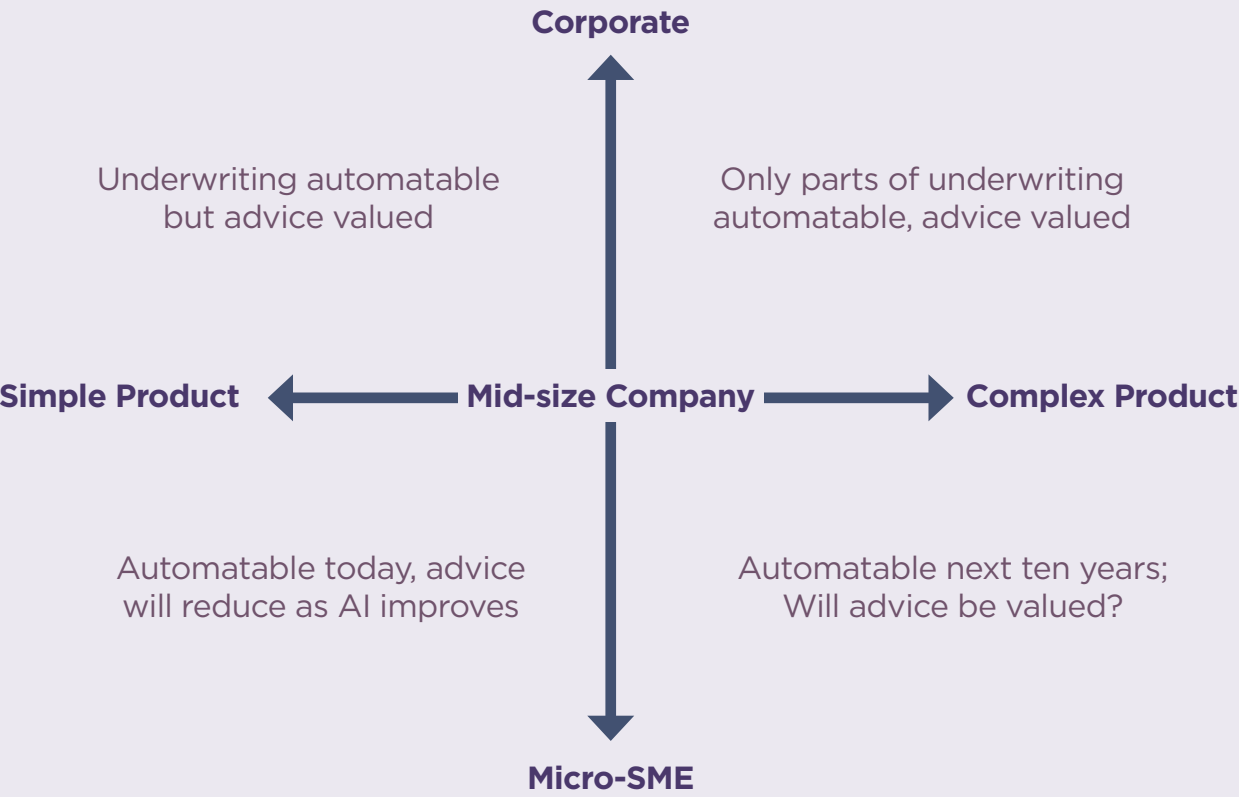 Corporate
Underwriting automatable
but advice valued
Only parts of underwriting
automatable, advice valued
Simple Product
Mid-size Company
Complex Product
Automatable today, advice
will reduce as AI improves
Automatable next ten years;
Will advice be valued?
Micro-SME